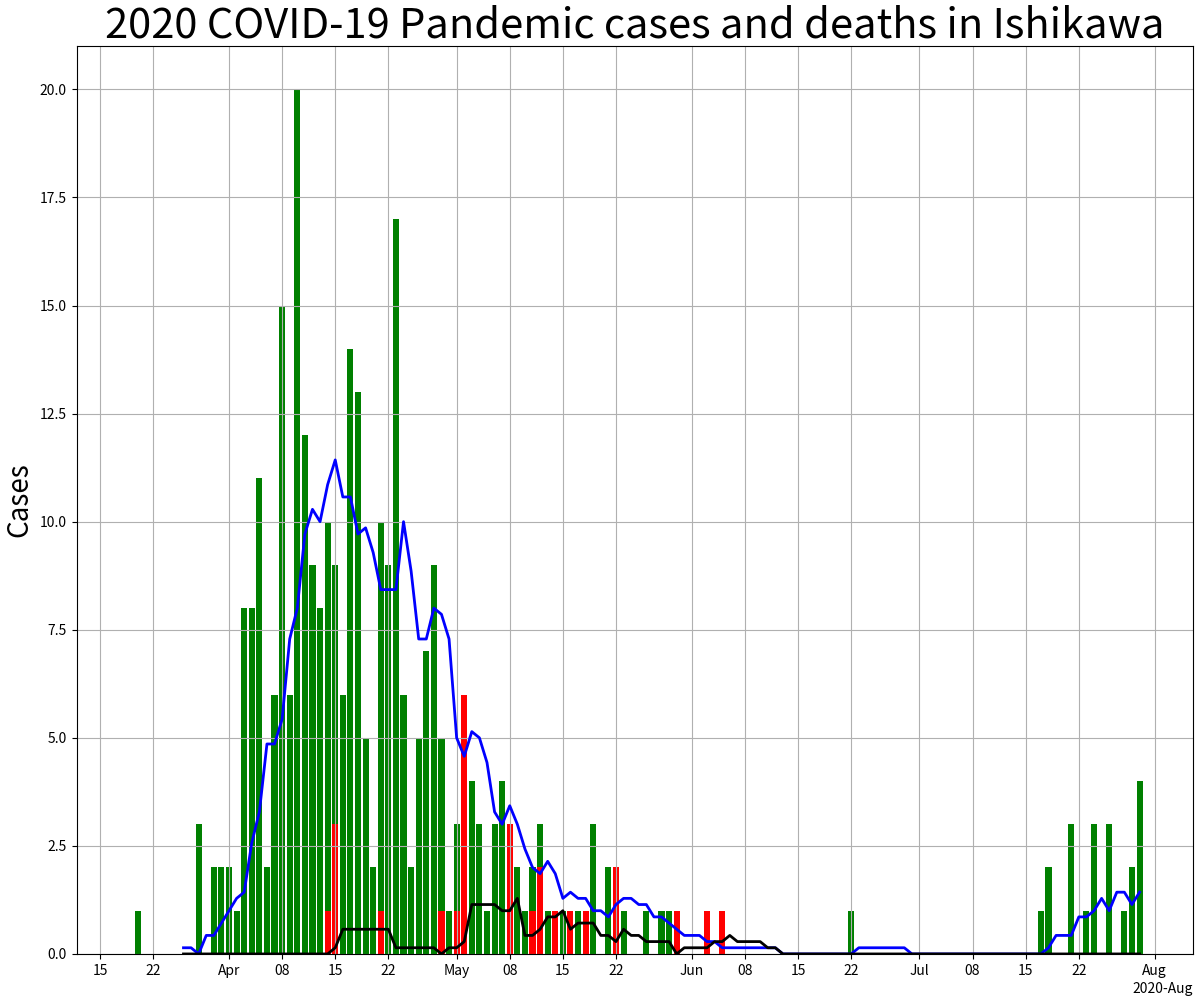 2020 COVID-19 Pandemic cases and deaths in Ishikawa
Cases
20.0
17.5
15.0
12.5
10.0
7.5
5.0
2.5
0.0
15 22 Apr 08 15 22 May 08 15 22 Jun 08 15 22 Jul 08 15 22 Aug
2020-Aug